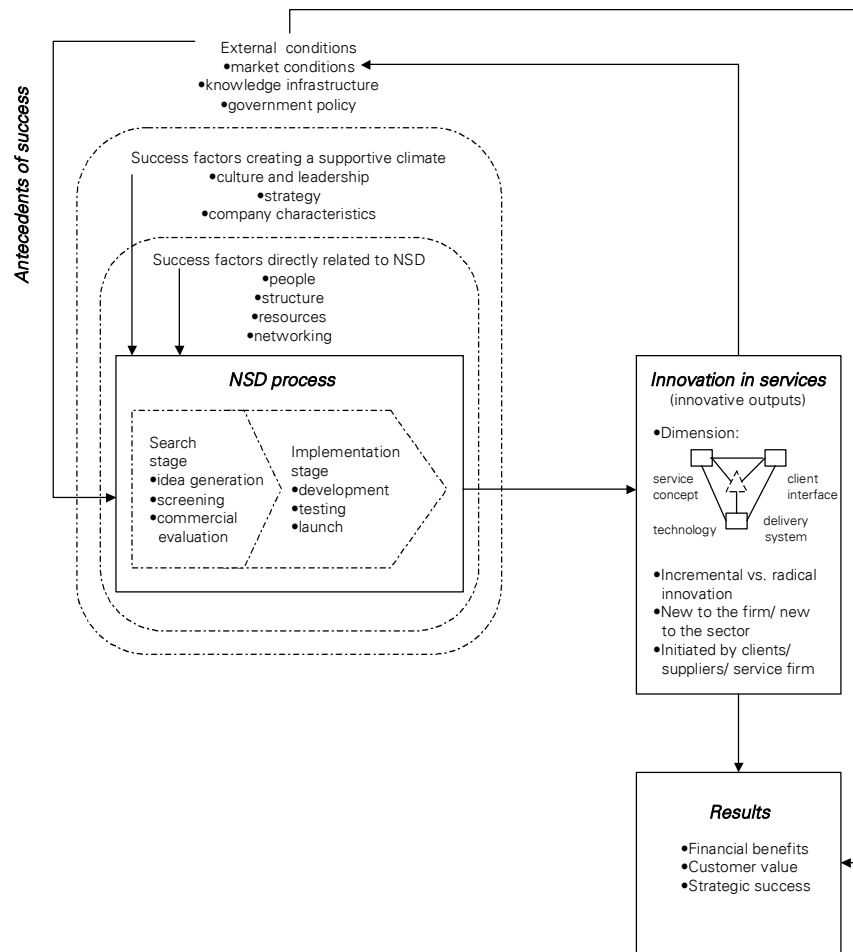 Antecedents of success
External conditions
•market conditions
•knowledge infrastructure
•government policy
Success factors creating a supportive climate
•culture and leadership
•strategy
•company characteristics
Success factors directly related to NSD
•people
•structure
•resources
•networking
NSD process
Search
stage
•idea generation
•screening
•commercial
evaluation
Implementation
stage
•development
•testing
•launch
Innovation in services
(innovative outputs)
•Dimension:
service
concept
client
interface
technology
delivery
system
•Incremental vs. radical
innovation
•New to the firm/ new
to the sector
•Initiated by clients/
suppliers/ service firm
Results
•Financial benefits
•Customer value
•Strategic success